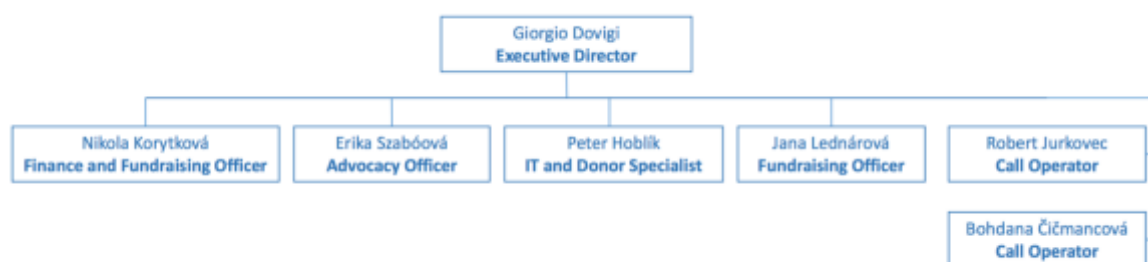 Giorgio Dovigi
Executive Director
Nikola Korytková
Finance and Fundraising Officer
Erika Szabóová
Advocacy Officer
Peter Hoblík
IT and Donor Specialist
Jana Lednárová
Fundraising Officer
Robert Jurkovec
Call Operator
Bohdana Čičmancová
Call Operator